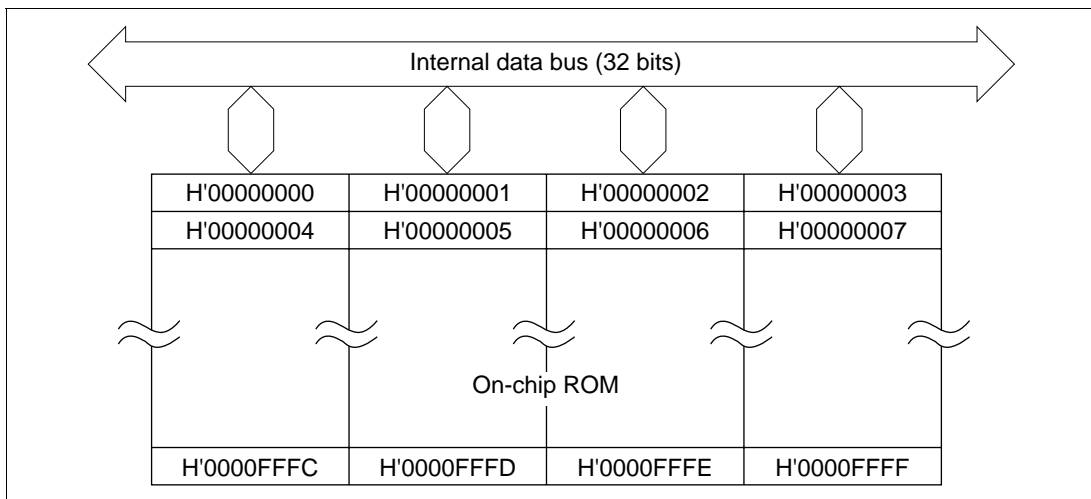 Internal data bus (32 bits)
H'00000000 H'00000001 H'00000002 H'00000003
H'00000004 H'00000005 H'00000006 H'00000007
On-chip ROM
H'0000FFFC H'0000FFFD H'0000FFFE H'0000FFFF